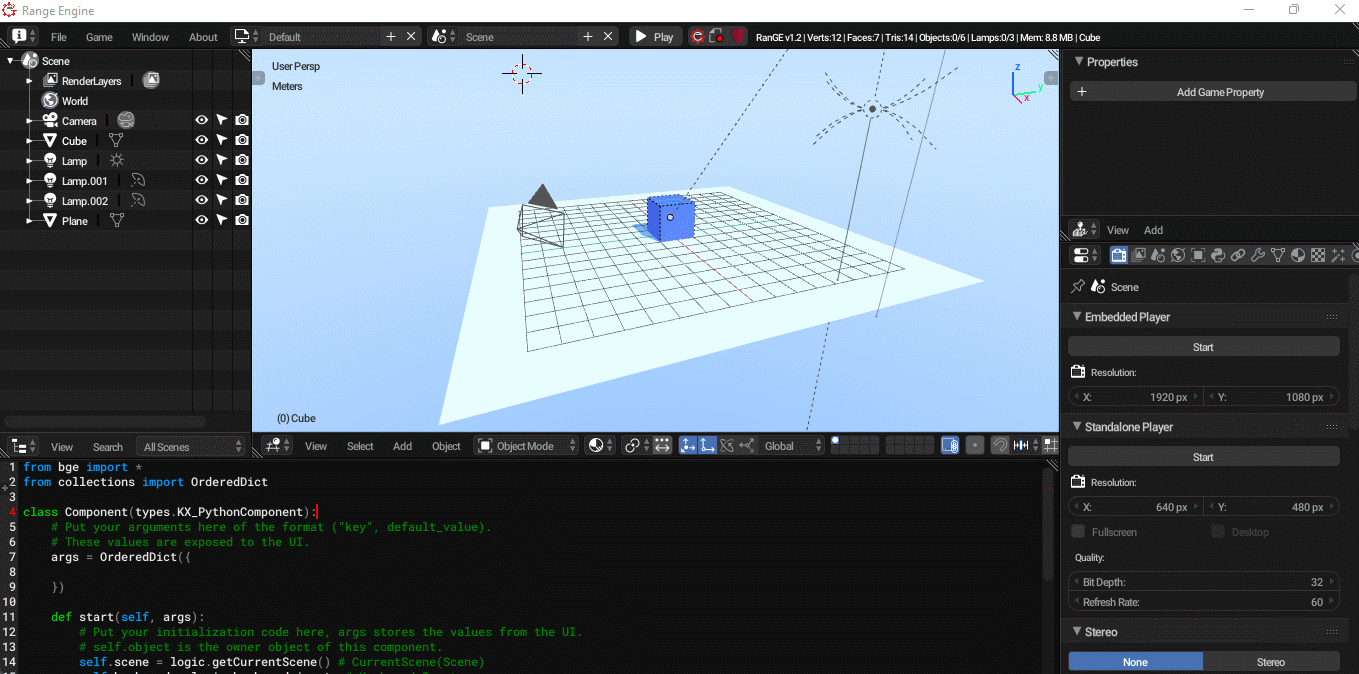 Range Engine
File Game Window About Default Scene Play RanGE v1.2 | Verts:12 | Faces:7 | Tris:14 | Objects:0/6 | Lamps:0/3 | Mem: 8.8 MB | Cube
Scene
RenderLayers
World
Camera
Cube
Lamp
Lamp.001
Lamp.002
Plane
View Search All Scenes
User Persp
Meters
z
y
x
(0) Cube
View Select Add Object Object Mode Global
Properties
Add Game Property
View Add
Scene
Embedded Player
Start
Resolution:
X: 1920 px Y: 1080 px
Standalone Player
Start
Resolution:
X: 640 px Y: 480 px
Fullscreen Desktop
Quality:
Bit Depth: 32
Refresh Rate: 60
Stereo
None Stereo
1 from bge import *
2 from collections import OrderedDict
3
4 class Component(types.KX_PythonComponent):
5 # Put your arguments here of the format ("key", default_value).
6 # These values are exposed to the UI.
7 args = OrderedDict({
8
9 })
10
11 def start(self, args):
12 # Put your initialization code here, args stores the values from the UI.
13 # self.object is the owner object of this component.
14 self.scene = logic.getCurrentScene() # CurrentScene(Scene)